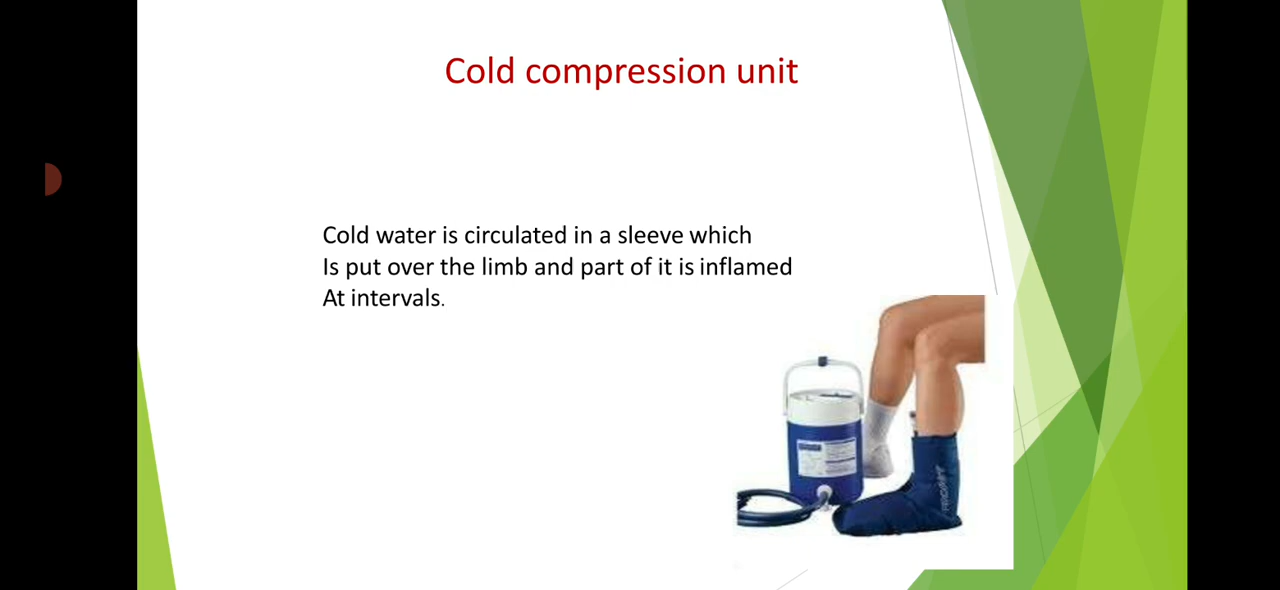 Cold compression unit
Cold water is circulated in a sleeve which
Is put over the limb and part of it is inflamed
At intervals.